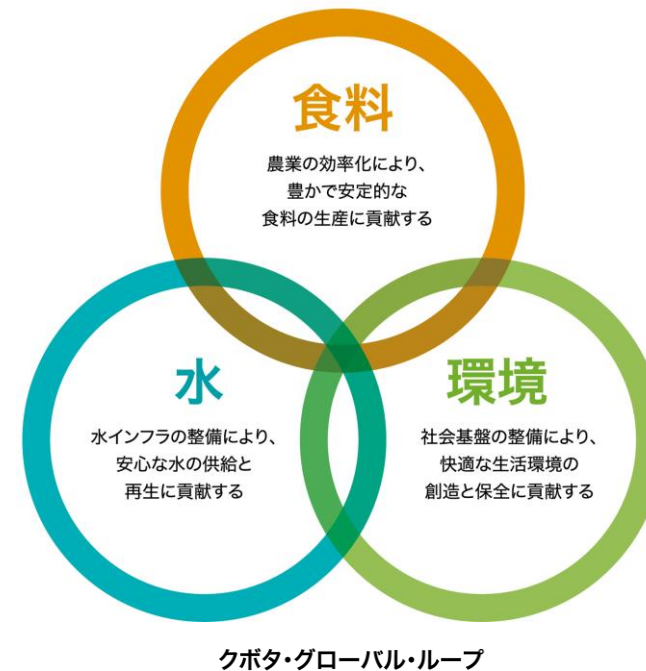 食料
農業の効率化により、
豊かで安定的な
食料の生産に貢献する
水
水インフラの整備により、
安心な水の供給と
再生に貢献する
環境
社会基盤の整備により、
快適な生活環境の
創造と保全に貢献する
クボタ・グローバル・ループ